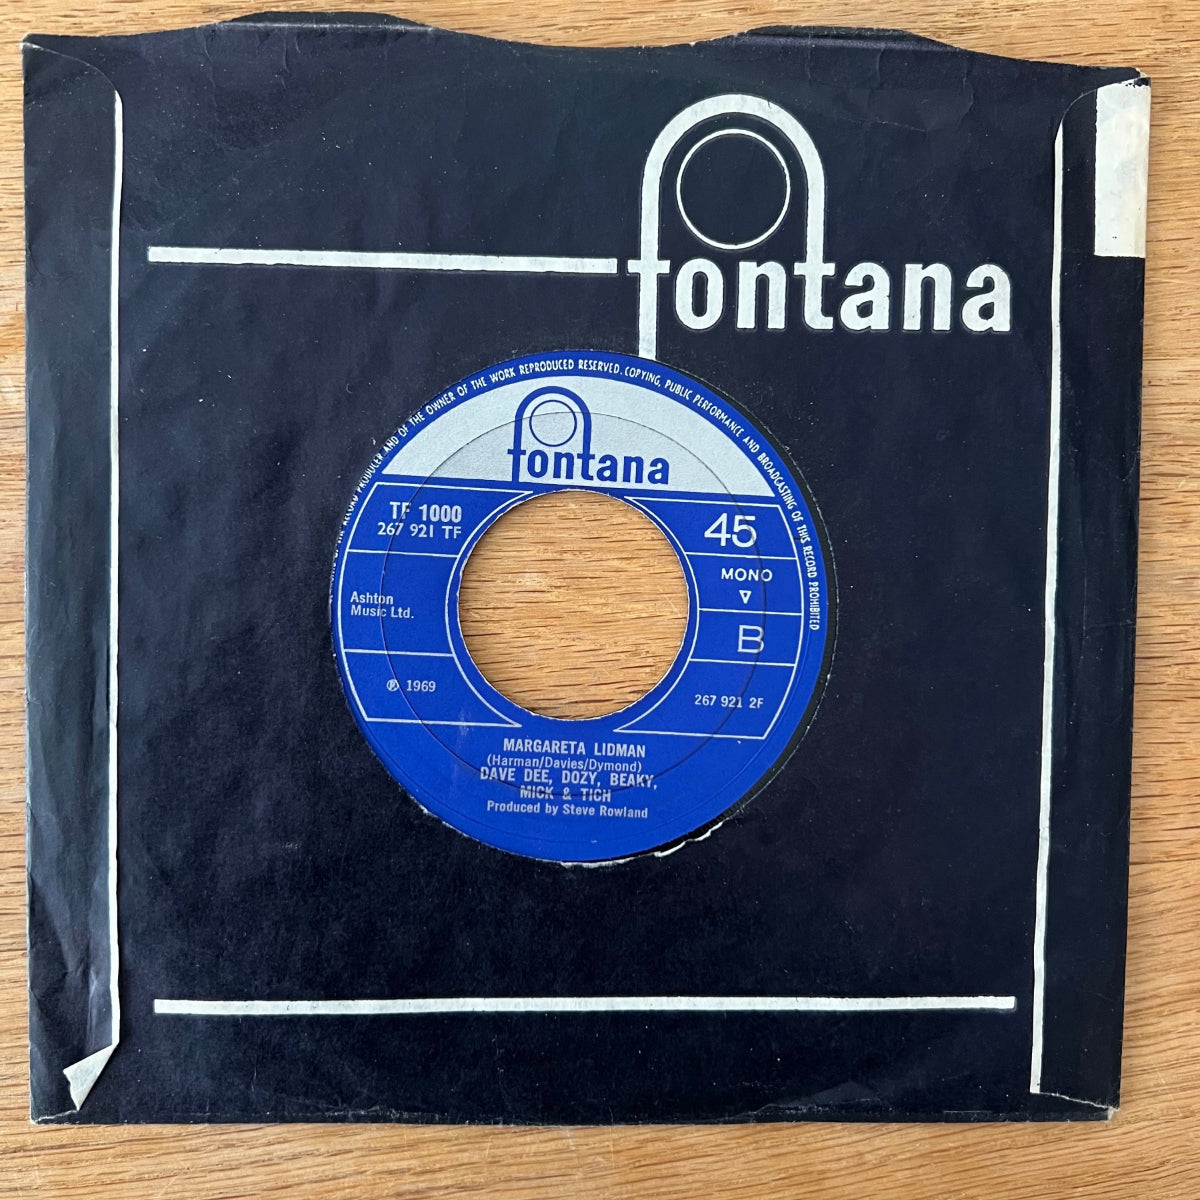 fontana
OF THE RECORD PRODUCER AND OF THE OWNER OF THE WORK REPRODUCED RESERVED. COPYING, PUBLIC PERFORMANCE AND BROADCASTING OF THIS RECORD PROHIBITED
fontana
TF 1000
267 921 TF
45
MONO
▽
Ashton
Music Ltd.
B
℗ 1969
267 921 2F
MARGARETA LIDMAN
(Harman/Davies/Dymond)
DAVE DEE, DOZY, BEAKY,
MICK & TICH
Produced by Steve Rowland